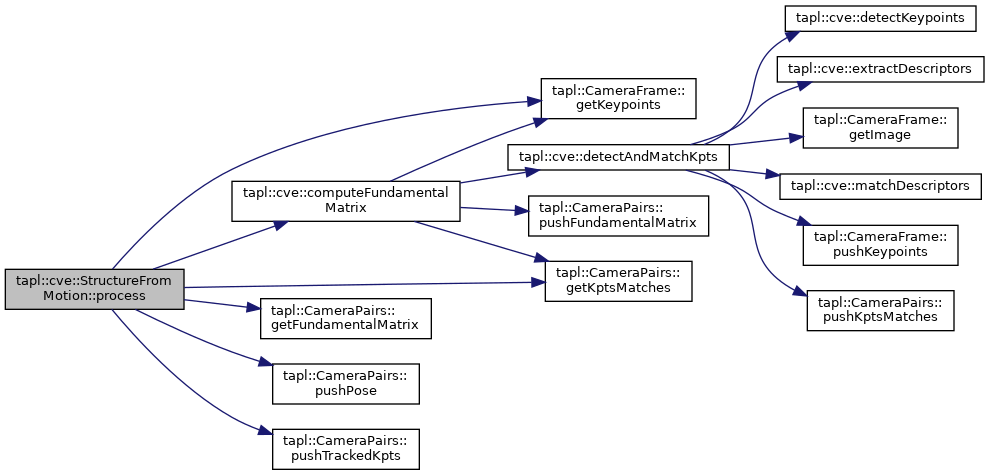 tapl::cve::detectKeypoints
tapl::cve::extractDescriptors
tapl::CameraFrame::
getKeypoints
tapl::CameraFrame::
getImage
tapl::cve::detectAndMatchKpts
tapl::cve::matchDescriptors
tapl::cve::computeFundamental
Matrix
tapl::CameraPairs::
pushFundamentalMatrix
tapl::CameraFrame::
pushKeypoints
tapl::cve::StructureFrom
Motion::process
tapl::CameraPairs::
getKptsMatches
tapl::CameraPairs::
pushKptsMatches
tapl::CameraPairs::
getFundamentalMatrix
tapl::CameraPairs::
pushPose
tapl::CameraPairs::
pushTrackedKpts